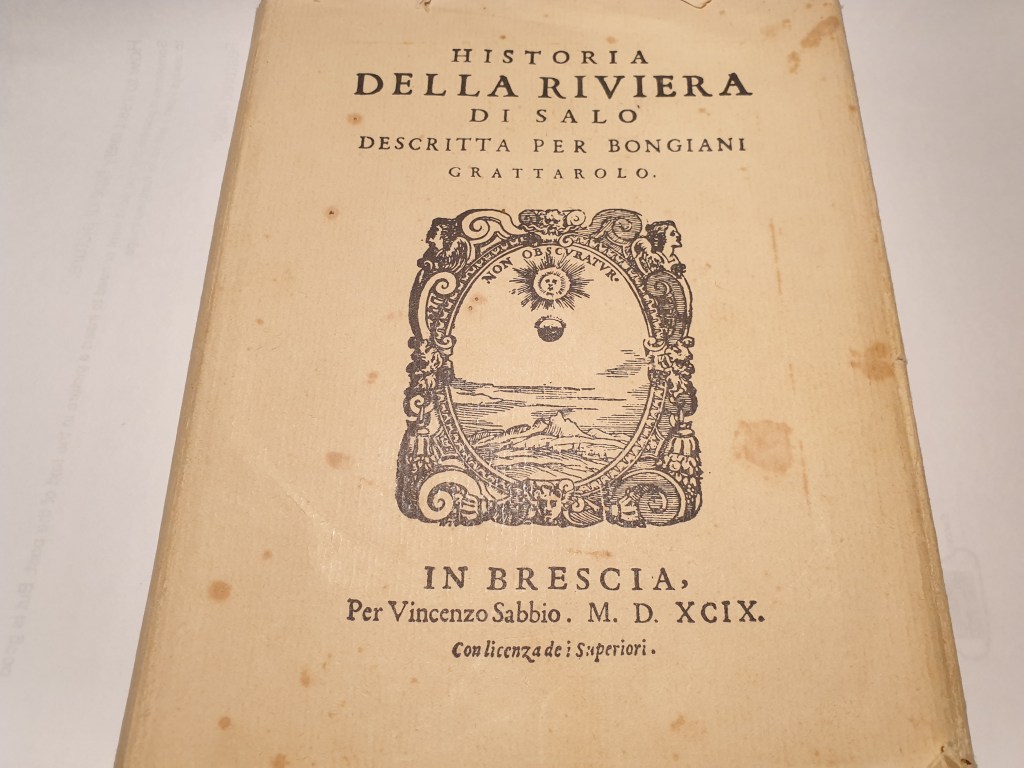 HISTORIA
DELLA RIVIERA
DI SALO'
DESCRITTA PER BONGIANI
GRATTAROLO.
NON OBSCVRATVR.
IN BRESCIA,
Per Vincenzo Sabbio. M. D. XCIX.
Con licenza de i Superiori.